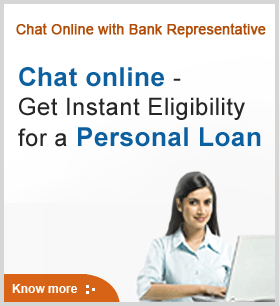 Chat Online with Bank Representative
Chat online -
Get Instant Eligibility
for a Personal Loan
Know more